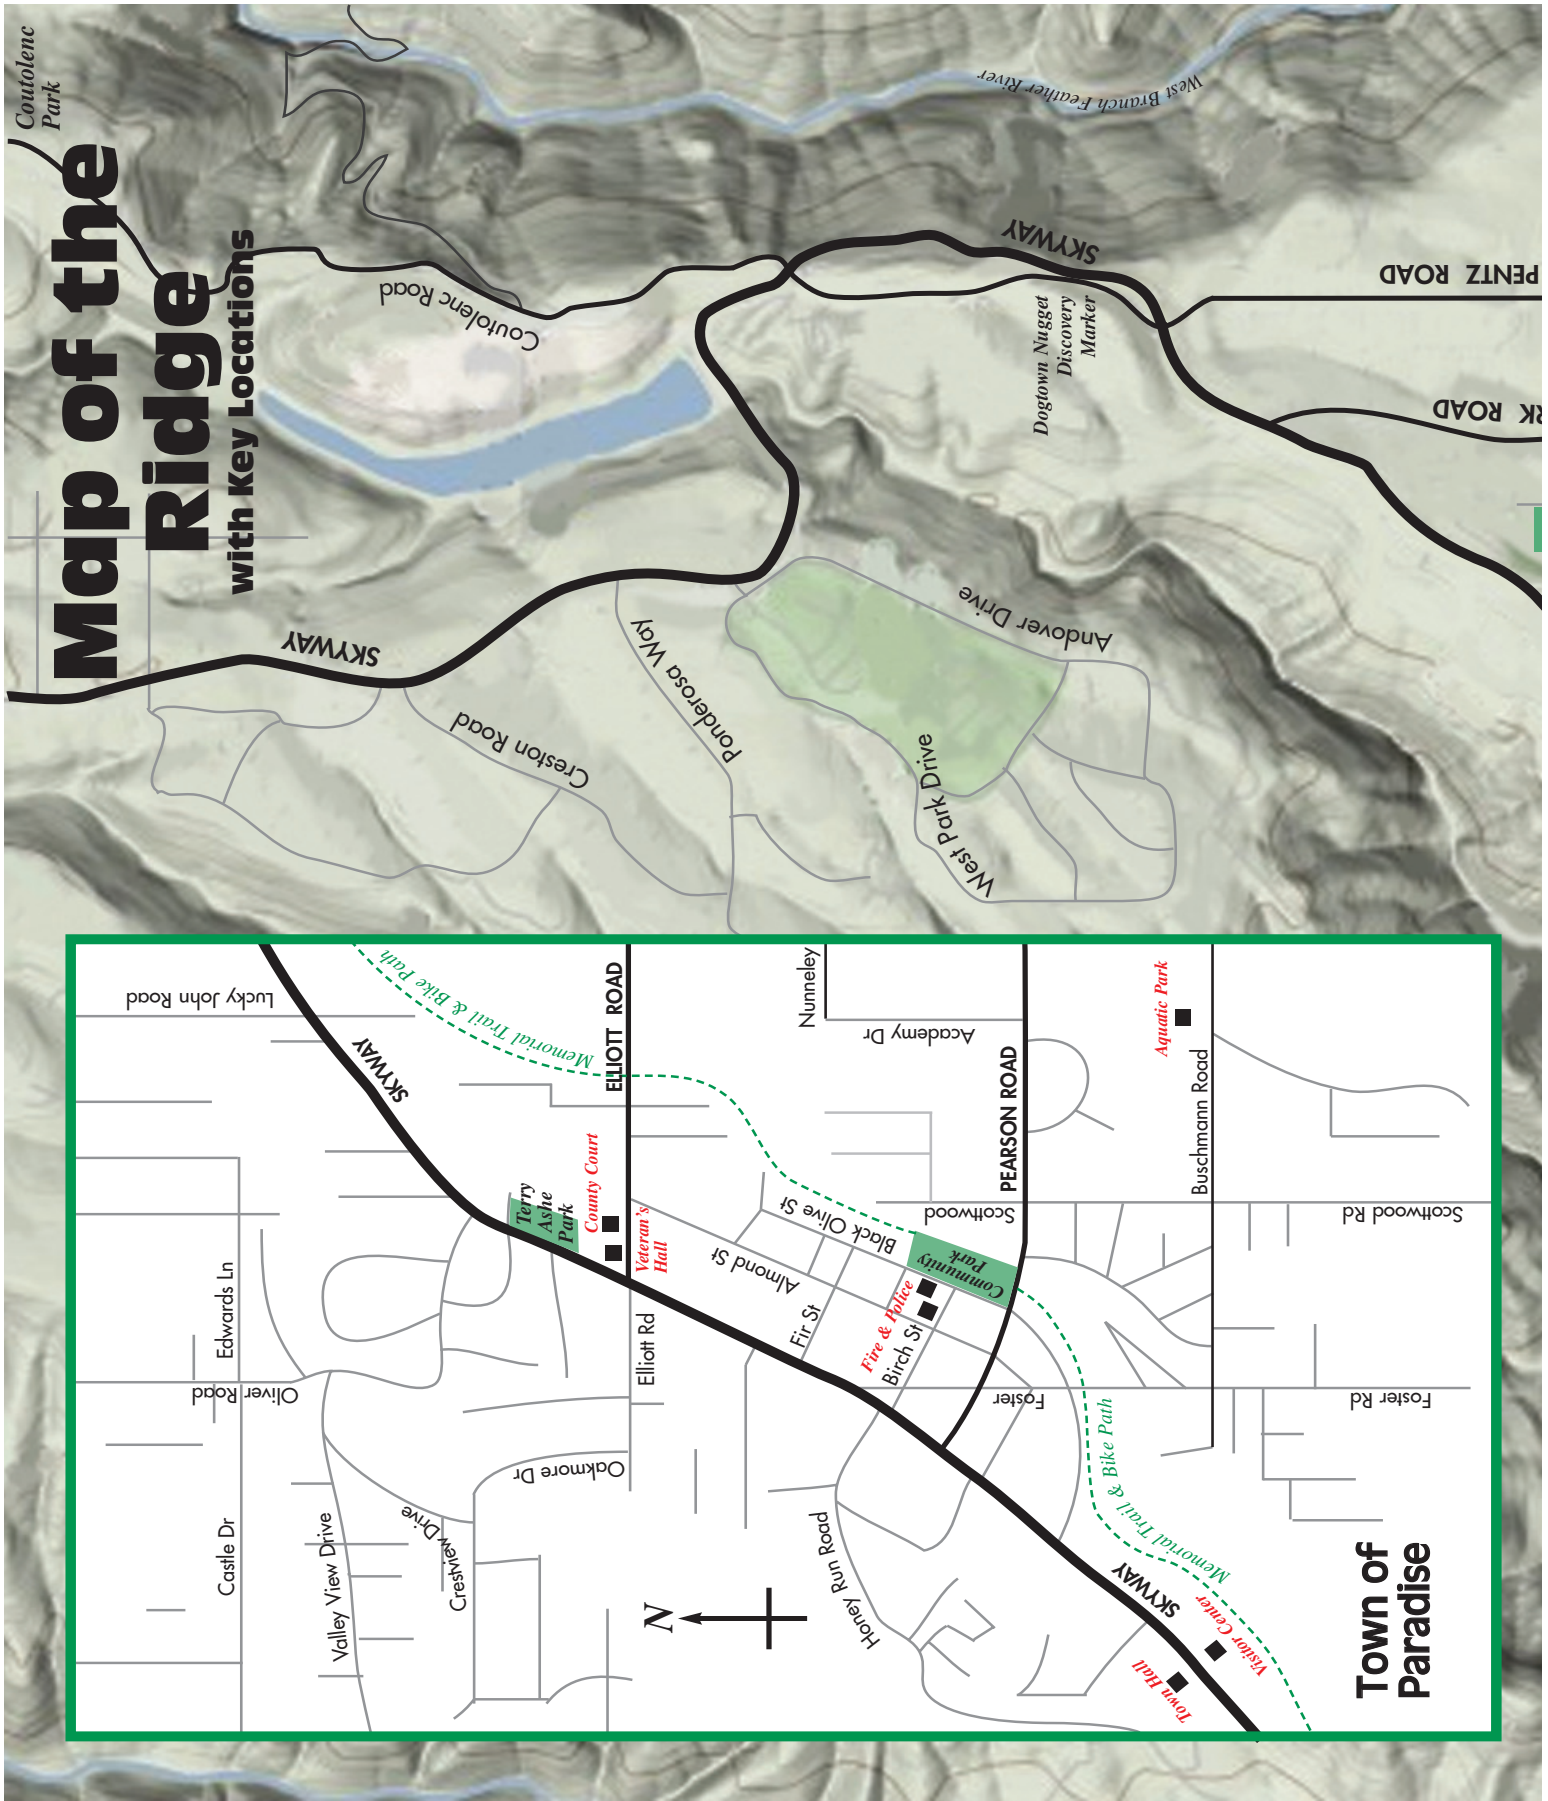 Map of the
Ridge
with Key Locations
Coutolenc
Park
West Branch Feather River
SKYWAY
PENTZ ROAD
RK ROAD
Dogtown Nugget
Discovery
Marker
Coutolenc Road
SKYWAY
Creston Road
Ponderosa Way
Andover Drive
West Park Drive
Town of
Paradise
N
Lucky John Road
SKYWAY
Memorial Trail & Bike Path
ELLIOTT ROAD
Nunneley
Academy Dr
PEARSON ROAD
Aquatic Park
Buschmann Road
Terry
Ashe
Park
County Court
Veteran's
Hall
Almond St
Black Olive St
Scottwood
Scottwood Rd
Community
Park
Fire & Police
Fir St
Birch St
Edwards Ln
Oliver Road
Elliott Rd
Foster
Foster Rd
Oakmore Dr
Castle Dr
Valley View Drive
Crestview Drive
Honey Run Road
Memorial Trail & Bike Path
SKYWAY
Town Hall
Visitor Center